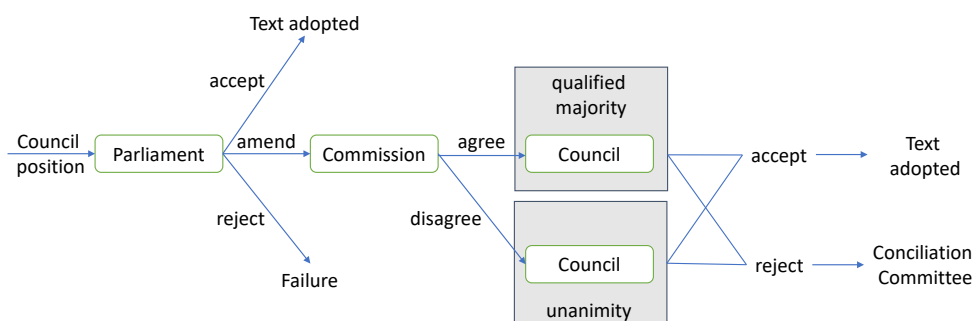 Text adopted
accept
Council
position
Parliament
amend
Commission
agree
qualified
majority
Council
accept
Text
adopted
reject
disagree
Council
unanimity
reject
Conciliation
Committee
Failure